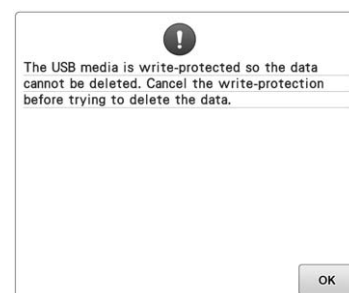 The USB media is write-protected so the data
cannot be deleted. Cancel the write-protection
before trying to delete the data.
OK